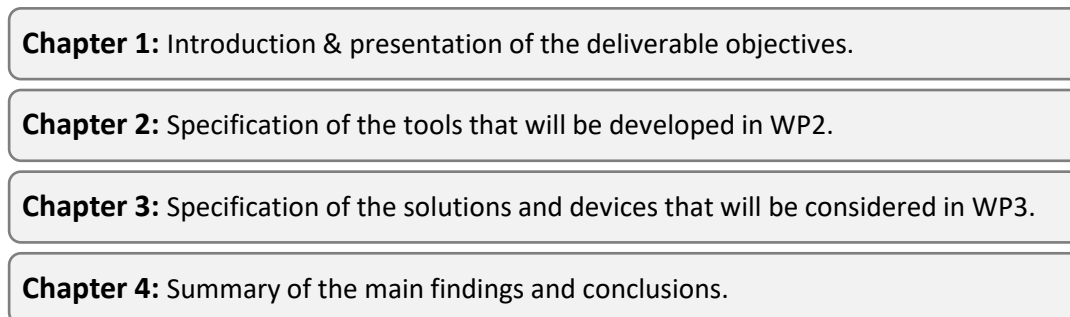 Chapter 1: Introduction & presentation of the deliverable objectives.
Chapter 2: Specification of the tools that will be developed in WP2.
Chapter 3: Specification of the solutions and devices that will be considered in WP3.
Chapter 4: Summary of the main findings and conclusions.